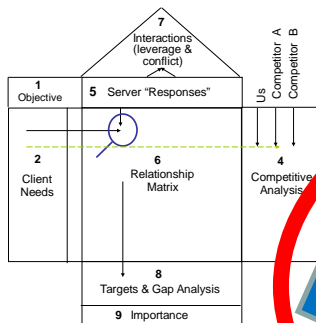 7
Interactions
(leverage &
conflict)
Us
Competitor A
Competitor B
1
Objective
5 Server “Responses”
2
Client
Needs
6
Relationship
Matrix
4
Competitive
Analysis
8
Targets & Gap Analysis
9 Importance